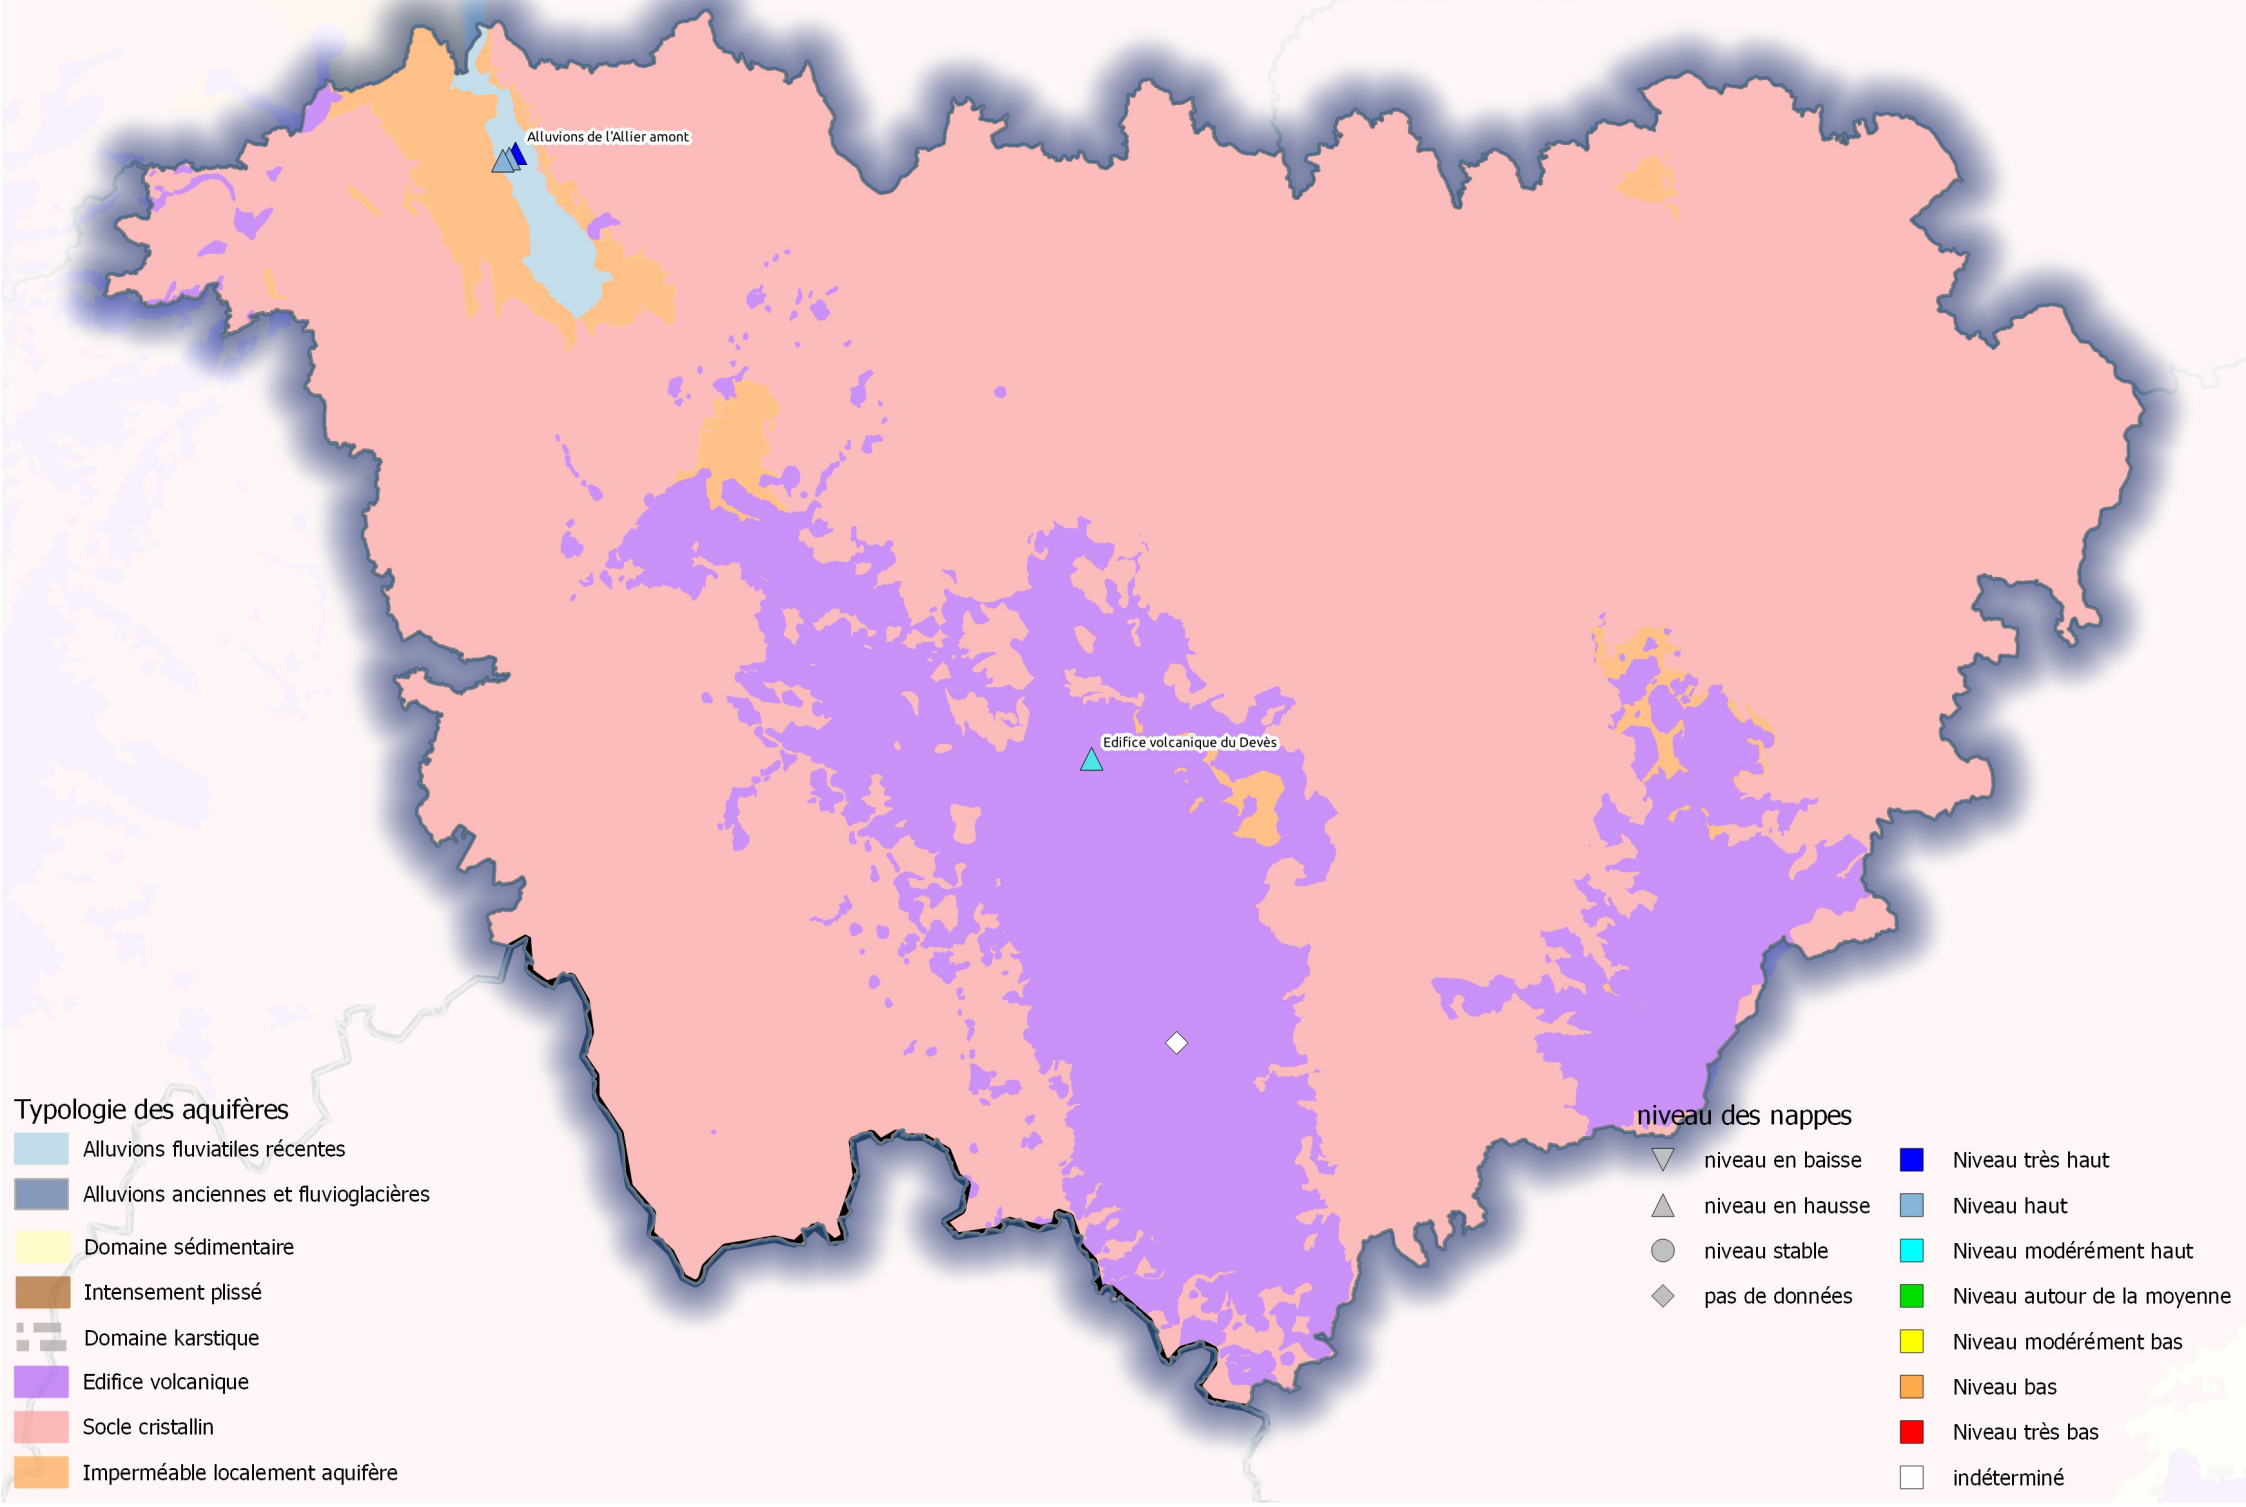 Alluvions de l'Allier amont
Edifice volcanique du Devès
Typologie des aquifères
Alluvions fluviatiles récentes
Alluvions anciennes et fluvioglacières
Domaine sédimentaire
Intensement plissé
Domaine karstique
Edifice volcanique
Socle cristallin
Imperméable localement aquifère
niveau des nappes
niveau en baisse
niveau en hausse
niveau stable
pas de données
Niveau très haut
Niveau haut
Niveau modérément haut
Niveau autour de la moyenne
Niveau modérément bas
Niveau bas
Niveau très bas
indéterminé